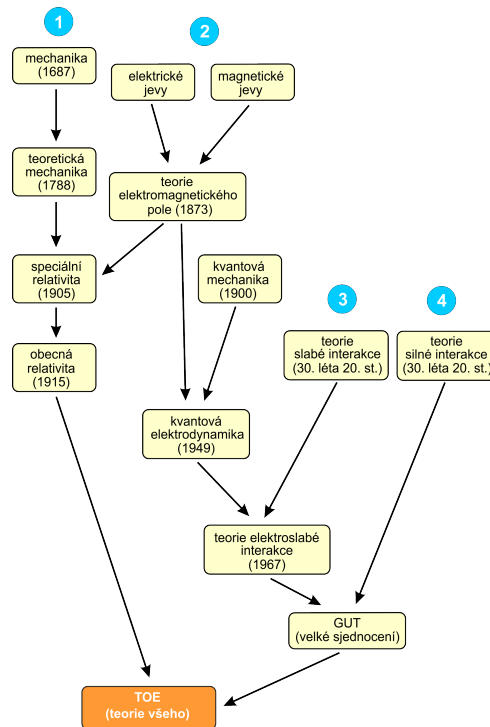 1
2
mechanika
(1687)
elektrické
jevy
magnetické
jevy
teoretická
mechanika
(1788)
teorie
elektromagnetického
pole (1873)
speciální
relativita
(1905)
kvantová
mechanika
(1900)
3
4
obecná
relativita
(1915)
teorie
slabé interakce
(30. léta 20. st.)
teorie
silné interakce
(30. léta 20. st.)
kvantová
elektrodynamika
(1949)
teorie elektroslabé
interakce
(1967)
GUT
(velké sjednocení)
TOE
(teorie všeho)